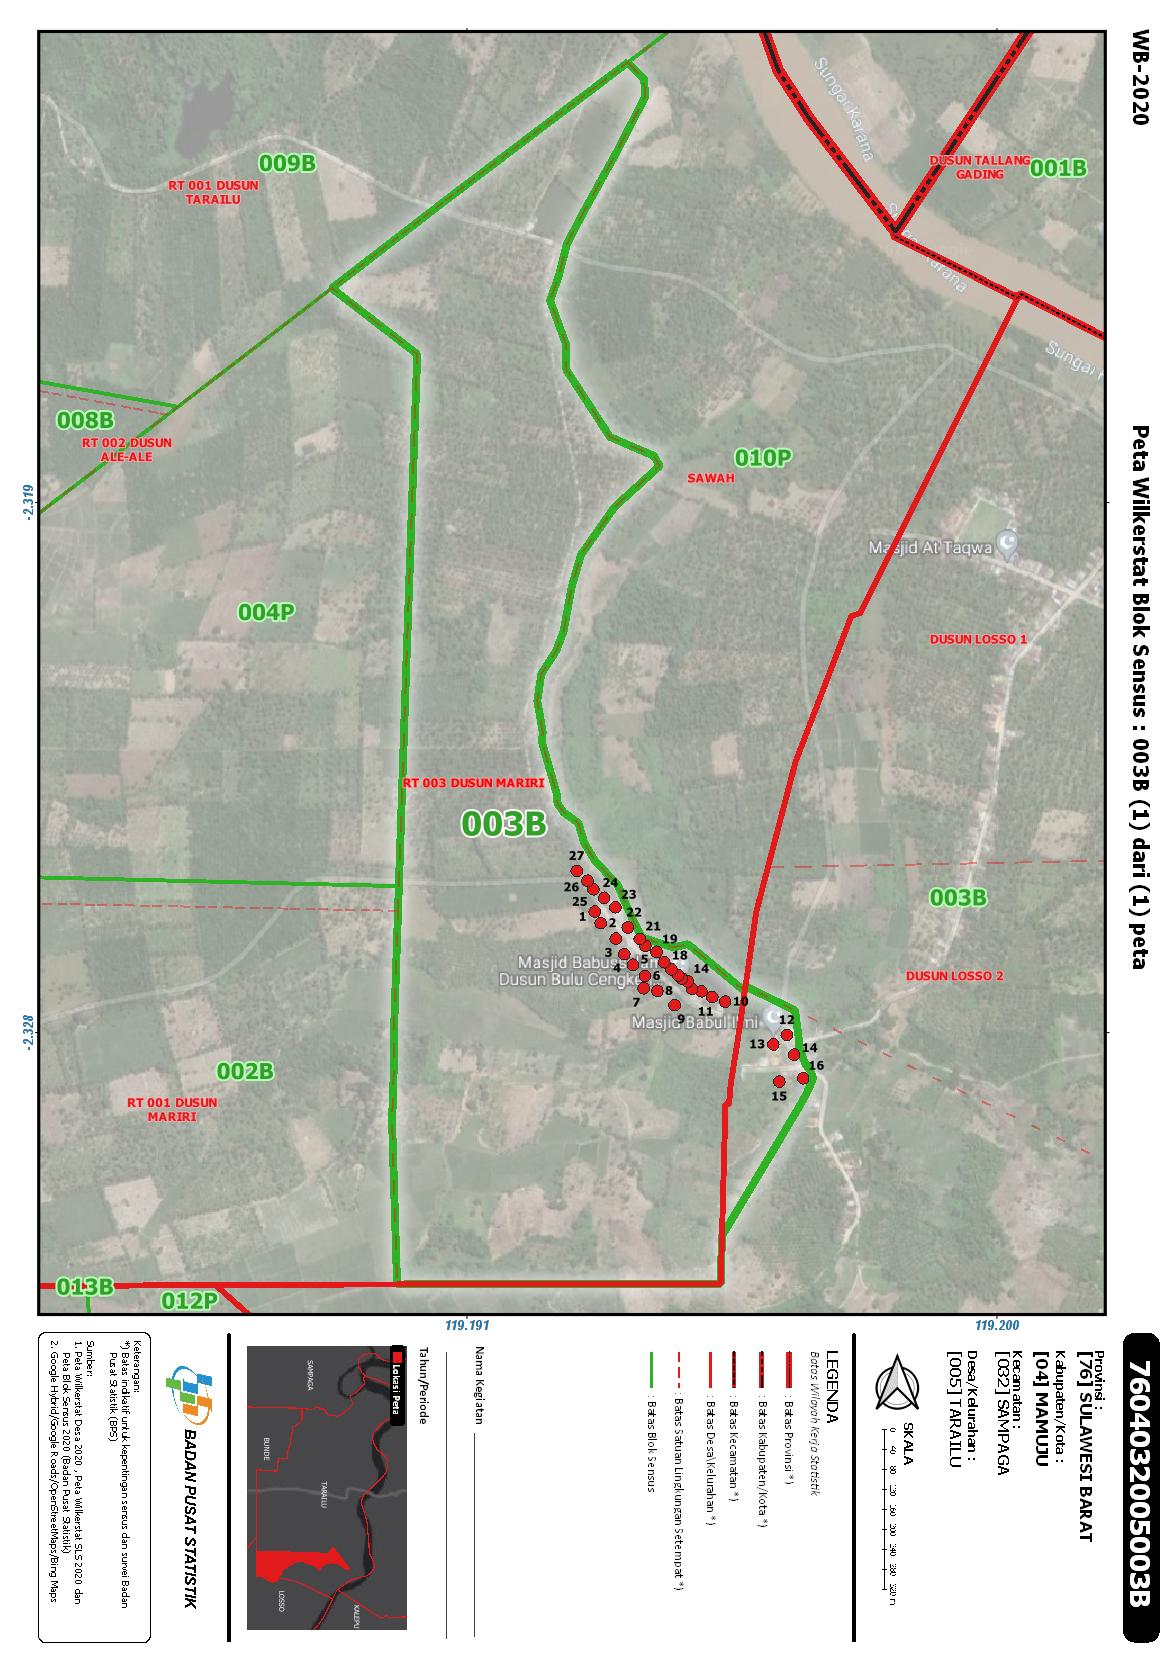 WB-2020
Peta Wilkerstat Blok Sensus : 003B (1) dari (1) peta
Sungai Karana
DUSUN TALLANG
GADING
001B
009B
RT 001 DUSUN
TARAILU
008B
RT 002 DUSUN
ALE-ALE
010P
SAWAH
-2.319
Masjid At Taqwa
004P
DUSUN LOSSO 1
RT 003 DUSUN MARIRI
003B
27
26
24
23
25
1
2
22
21
19
3
5
18
4
14
6
7
8
9
11
10
003B
DUSUN LOSSO 2
Dusun Bulu Cengke
Masjid Babul Ilmi
12
13
14
16
15
-2.328
002B
RT 001 DUSUN
MARIRI
013B
012P
119.191
119.200
7604032005003B
Provinsi :
[76] SULAWESI BARAT
Kabupaten/Kota :
[04] MAMUJU
Kecamatan :
[032] SAMPAGA
Desa/Kelurahan :
[005] TARAILU
SKALA
0 40 80 120 160 200 240 280 320 m
LEGENDA
Batas Wilayah Kerja Statistik
: Batas Provinsi *)
: Batas Kabupaten/Kota *)
: Batas Kecamatan *)
: Batas Desa\Kelurahan *)
: Batas Satuan Lingkungan Setempat *)
: Batas Blok Sensus
Nama Kegiatan
Tahun/Periode
Lokasi Peta
SAMPAGA
BUNDE
TARAILU
LOSSO
KALEPU
BADAN PUSAT STATISTIK
Keterangan:
*) Batas indikatif untuk kepentingan sensus dan survei Badan
Pusat Statistik (BPS)
Sumber:
1. Peta Wilkerstat Desa 2020 , Peta Wilkerstat SLS 2020 dan
Peta Blok Sensus 2020 (Badan Pusat Statistik)
2. Google Hybrid/Google Roads/OpenStreetMaps/Bing Maps